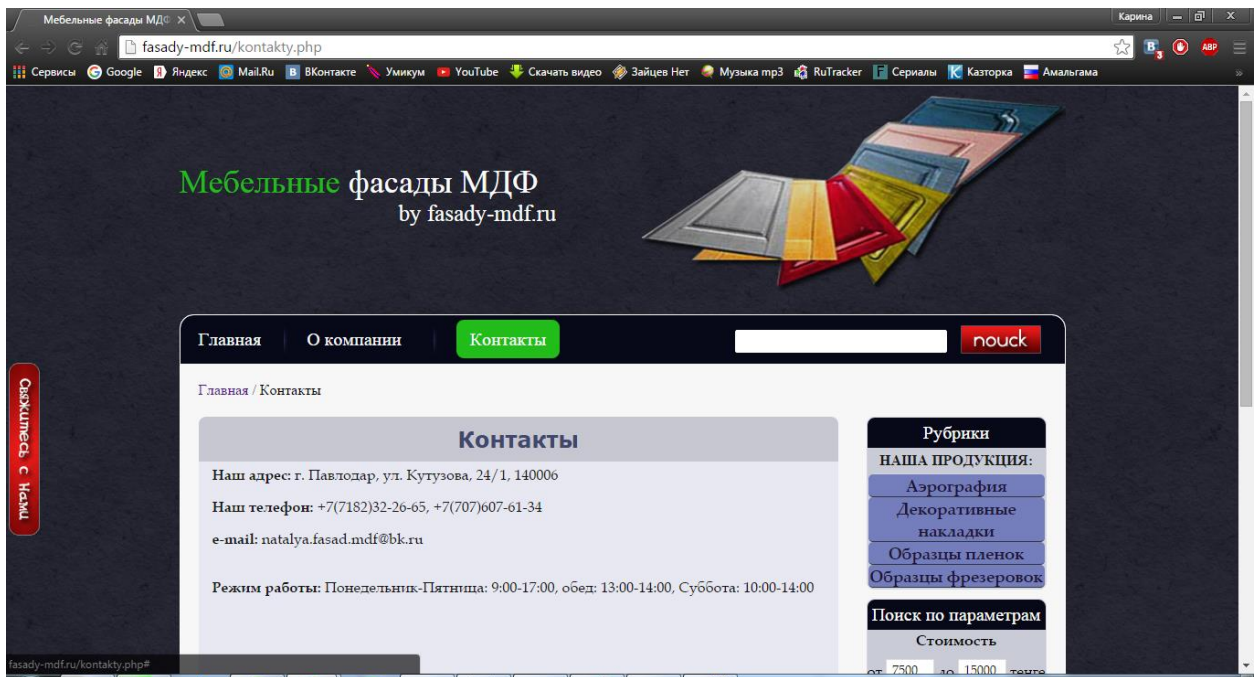 Мебельные фасады МДФ
Карина
fasady-mdf.ru/kontakty.php
Сервисы Google Яндекс Mail.Ru ВКонтакте Умикум YouTube Скачать видео Зайцев Нет Музыка mp3 RuTracker Сериалы Казторка Амальгама
Мебельные фасады МДФ
by fasady-mdf.ru
Главная О компании Контакты поиск
Свяжитесь с Нами
Главная / Контакты
Контакты
Наш адрес: г. Павлодар, ул. Кутузова, 24/1, 140006
Наш телефон: +7(7182)32-26-65, +7(707)607-61-34
e-mail: natalya.fasad.mdf@bk.ru
Режим работы: Понедельник-Пятница: 9:00-17:00, обед: 13:00-14:00, Суббота: 10:00-14:00
Рубрики
НАША ПРОДУКЦИЯ:
Аэрография
Декоративные
накладки
Образцы пленок
Образцы фрезеровок
Поиск по параметрам
Стоимость
от 7500 до 15000 тенге
fasady-mdf.ru/kontakty.php#